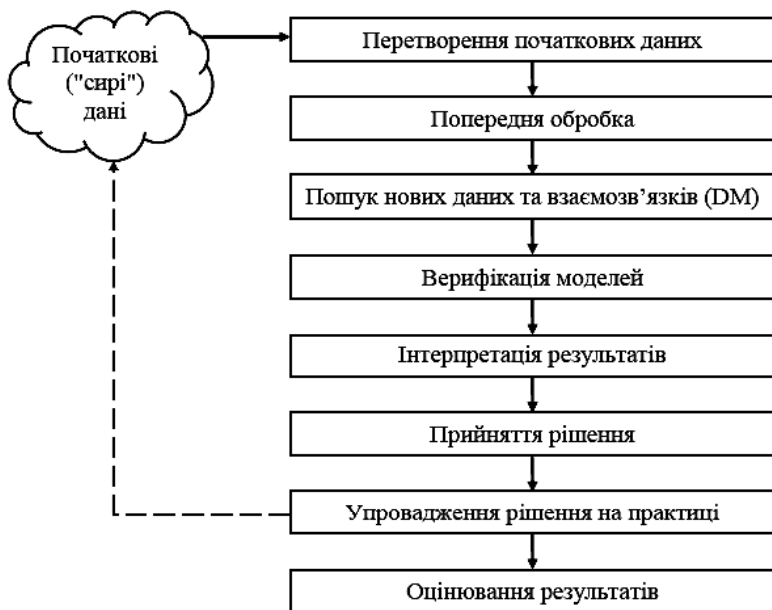 Початкові
("сирі")
дані
Перетворення початкових даних
Попередня обробка
Пошук нових даних та взаємозв’язків (DM)
Верифікація моделей
Інтерпретація результатів
Прийняття рішення
Упровадження рішення на практиці
Оцінювання результатів